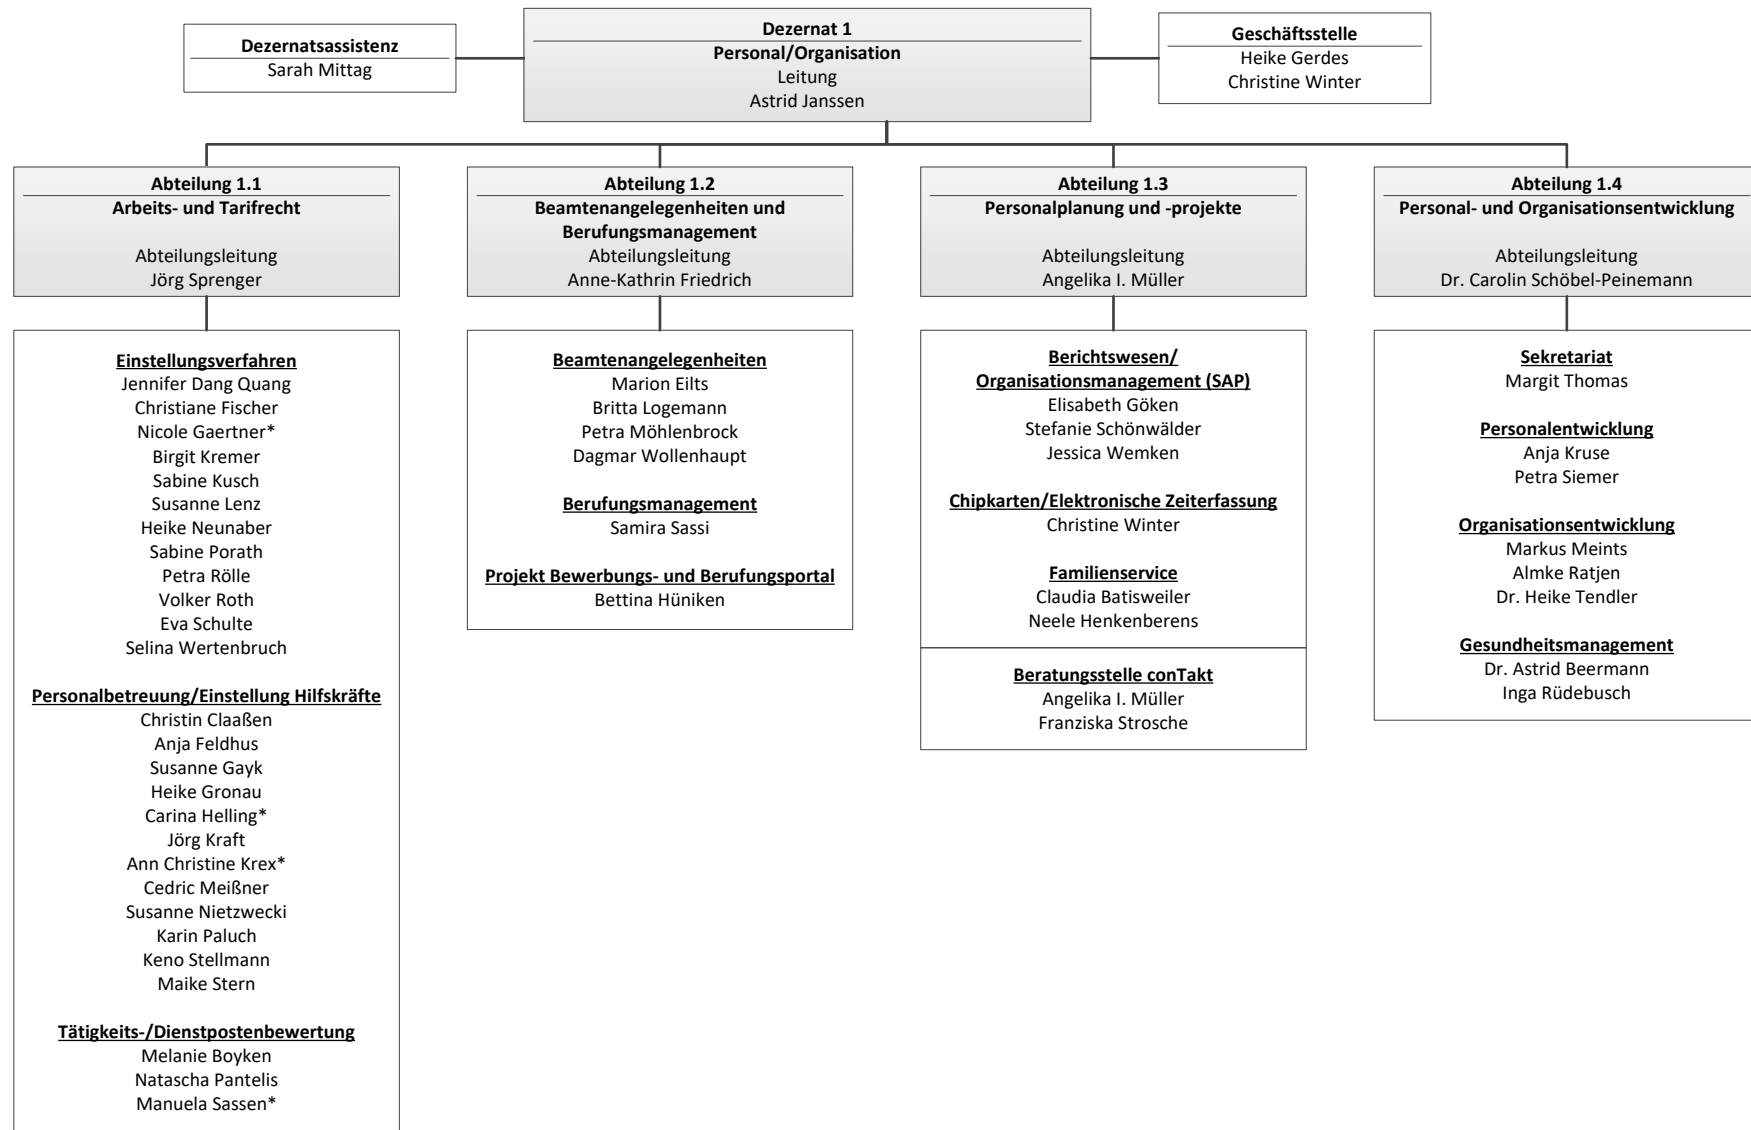 Dezernatsassistenz
Sarah Mittag
Dezernat 1
Personal/Organisation
Leitung
Astrid Janssen
Geschäftsstelle
Heike Gerdes
Christine Winter
Abteilung 1.1
Arbeits- und Tarifrecht
Abteilungsleitung
Jörg Sprenger
Einstellungsverfahren
Jennifer Dang Quang
Christiane Fischer
Nicole Gaertner*
Birgit Kremer
Sabine Kusch
Susanne Lenz
Heike Neunaber
Sabine Porath
Petra Rölle
Volker Roth
Eva Schulte
Selina Wertenbruch
Personalbetreuung/Einstellung Hilfskräfte
Christin Claaßen
Anja Feldhus
Susanne Gayk
Heike Gronau
Carina Helling*
Jörg Kraft
Ann Christine Krex*
Cedric Meißner
Susanne Nietzwecki
Karin Paluch
Keno Stellmann
Maike Stern
Tätigkeits-/Dienstpostenbewertung
Melanie Boyken
Natascha Pantelis
Manuela Sassen*
Abteilung 1.2
Beamtenangelegenheiten und
Berufungsmanagement
Abteilungsleitung
Anne-Kathrin Friedrich
Beamtenangelegenheiten
Marion Eilts
Britta Logemann
Petra Möhlenbrock
Dagmar Wollenhaupt
Berufungsmanagement
Samira Sassi
Projekt Bewerbungs- und Berufungsportal
Bettina Hüniken
Abteilung 1.3
Personalplanung und -projekte
Abteilungsleitung
Angelika I. Müller
Berichtswesen/
Organisationsmanagement (SAP)
Elisabeth Göken
Stefanie Schönwälder
Jessica Wemken
Chipkarten/Elektronische Zeiterfassung
Christine Winter
Familienservice
Claudia Batisweiler
Neele Henkenberens
Beratungsstelle conTakt
Angelika I. Müller
Franziska Strosche
Abteilung 1.4
Personal- und Organisationsentwicklung
Abteilungsleitung
Dr. Carolin Schöbel-Peinemann
Sekretariat
Margit Thomas
Personalentwicklung
Anja Kruse
Petra Siemer
Organisationsentwicklung
Markus Meints
Almke Ratjen
Dr. Heike Tendler
Gesundheitsmanagement
Dr. Astrid Beermann
Inga Rüdebusch